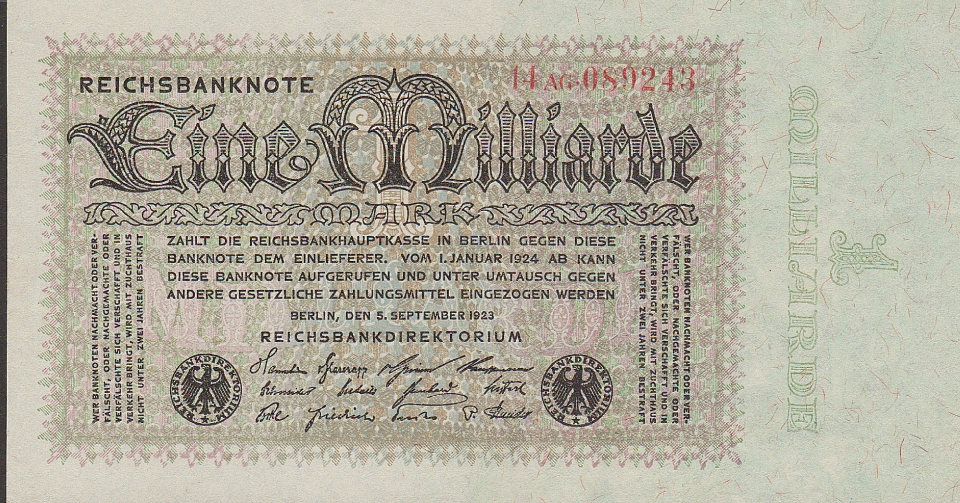 REICHSBANKNOTE
14 AG·089243
Eine Milliarde
MARK
ZAHLT DIE REICHSBANKHAUPTKASSE IN BERLIN GEGEN DIESE
BANKNOTE DEM EINLIEFERER. VOM 1. JANUAR 1924 AB KANN
DIESE BANKNOTE AUFGERUFEN UND UNTER UMTAUSCH GEGEN
ANDERE GESETZLICHE ZAHLUNGSMITTEL EINGEZOGEN WERDEN
BERLIN, DEN 5. SEPTEMBER 1923
REICHSBANKDIREKTORIUM
WER BANKNOTEN NACHMACHT ODER VER-
FÄLSCHT, ODER NACHGEMACHTE ODER
VERFÄLSCHTE SICH VERSCHAFFT UND IN
VERKEHR BRINGT, WIRD MIT ZUCHTHAUS
NICHT UNTER ZWEI JAHREN BESTRAFT
WER BANKNOTEN NACHMACHT ODER VER-
FÄLSCHT, ODER NACHGEMACHTE ODER
VERFÄLSCHTE SICH VERSCHAFFT UND IN
VERKEHR BRINGT, WIRD MIT ZUCHTHAUS
NICHT UNTER ZWEI JAHREN BESTRAFT
REICHSBANKDIREKTORIUM
REICHSBANKDIREKTORIUM
1
MILLIARDE